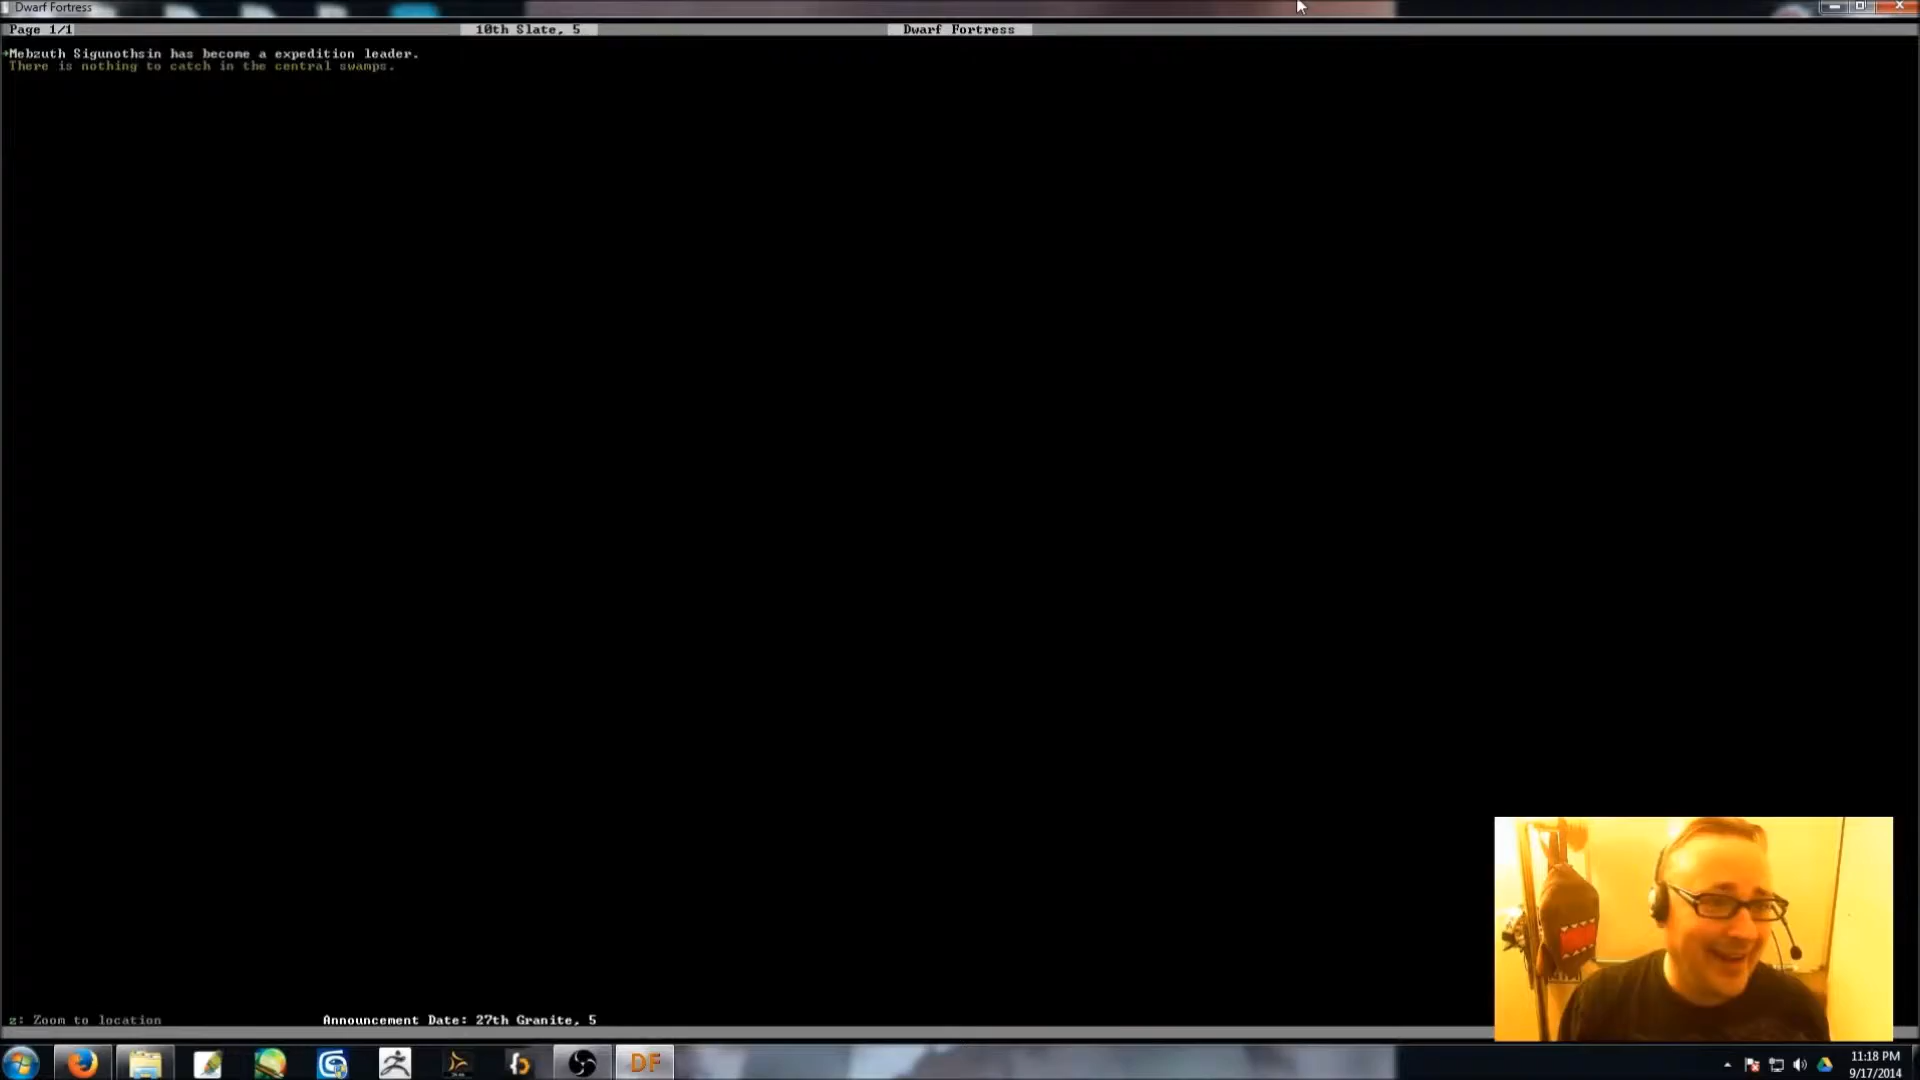 Dwarf Fortress
Page 1/1
10th Slate, 5
Dwarf Fortress
Mebzuth Sigunothsin has become a expedition leader.
There is nothing to catch in the central swamps.
z: Zoom to location
Announcement Date: 27th Granite, 5
DF
11:18 PM
9/17/2014